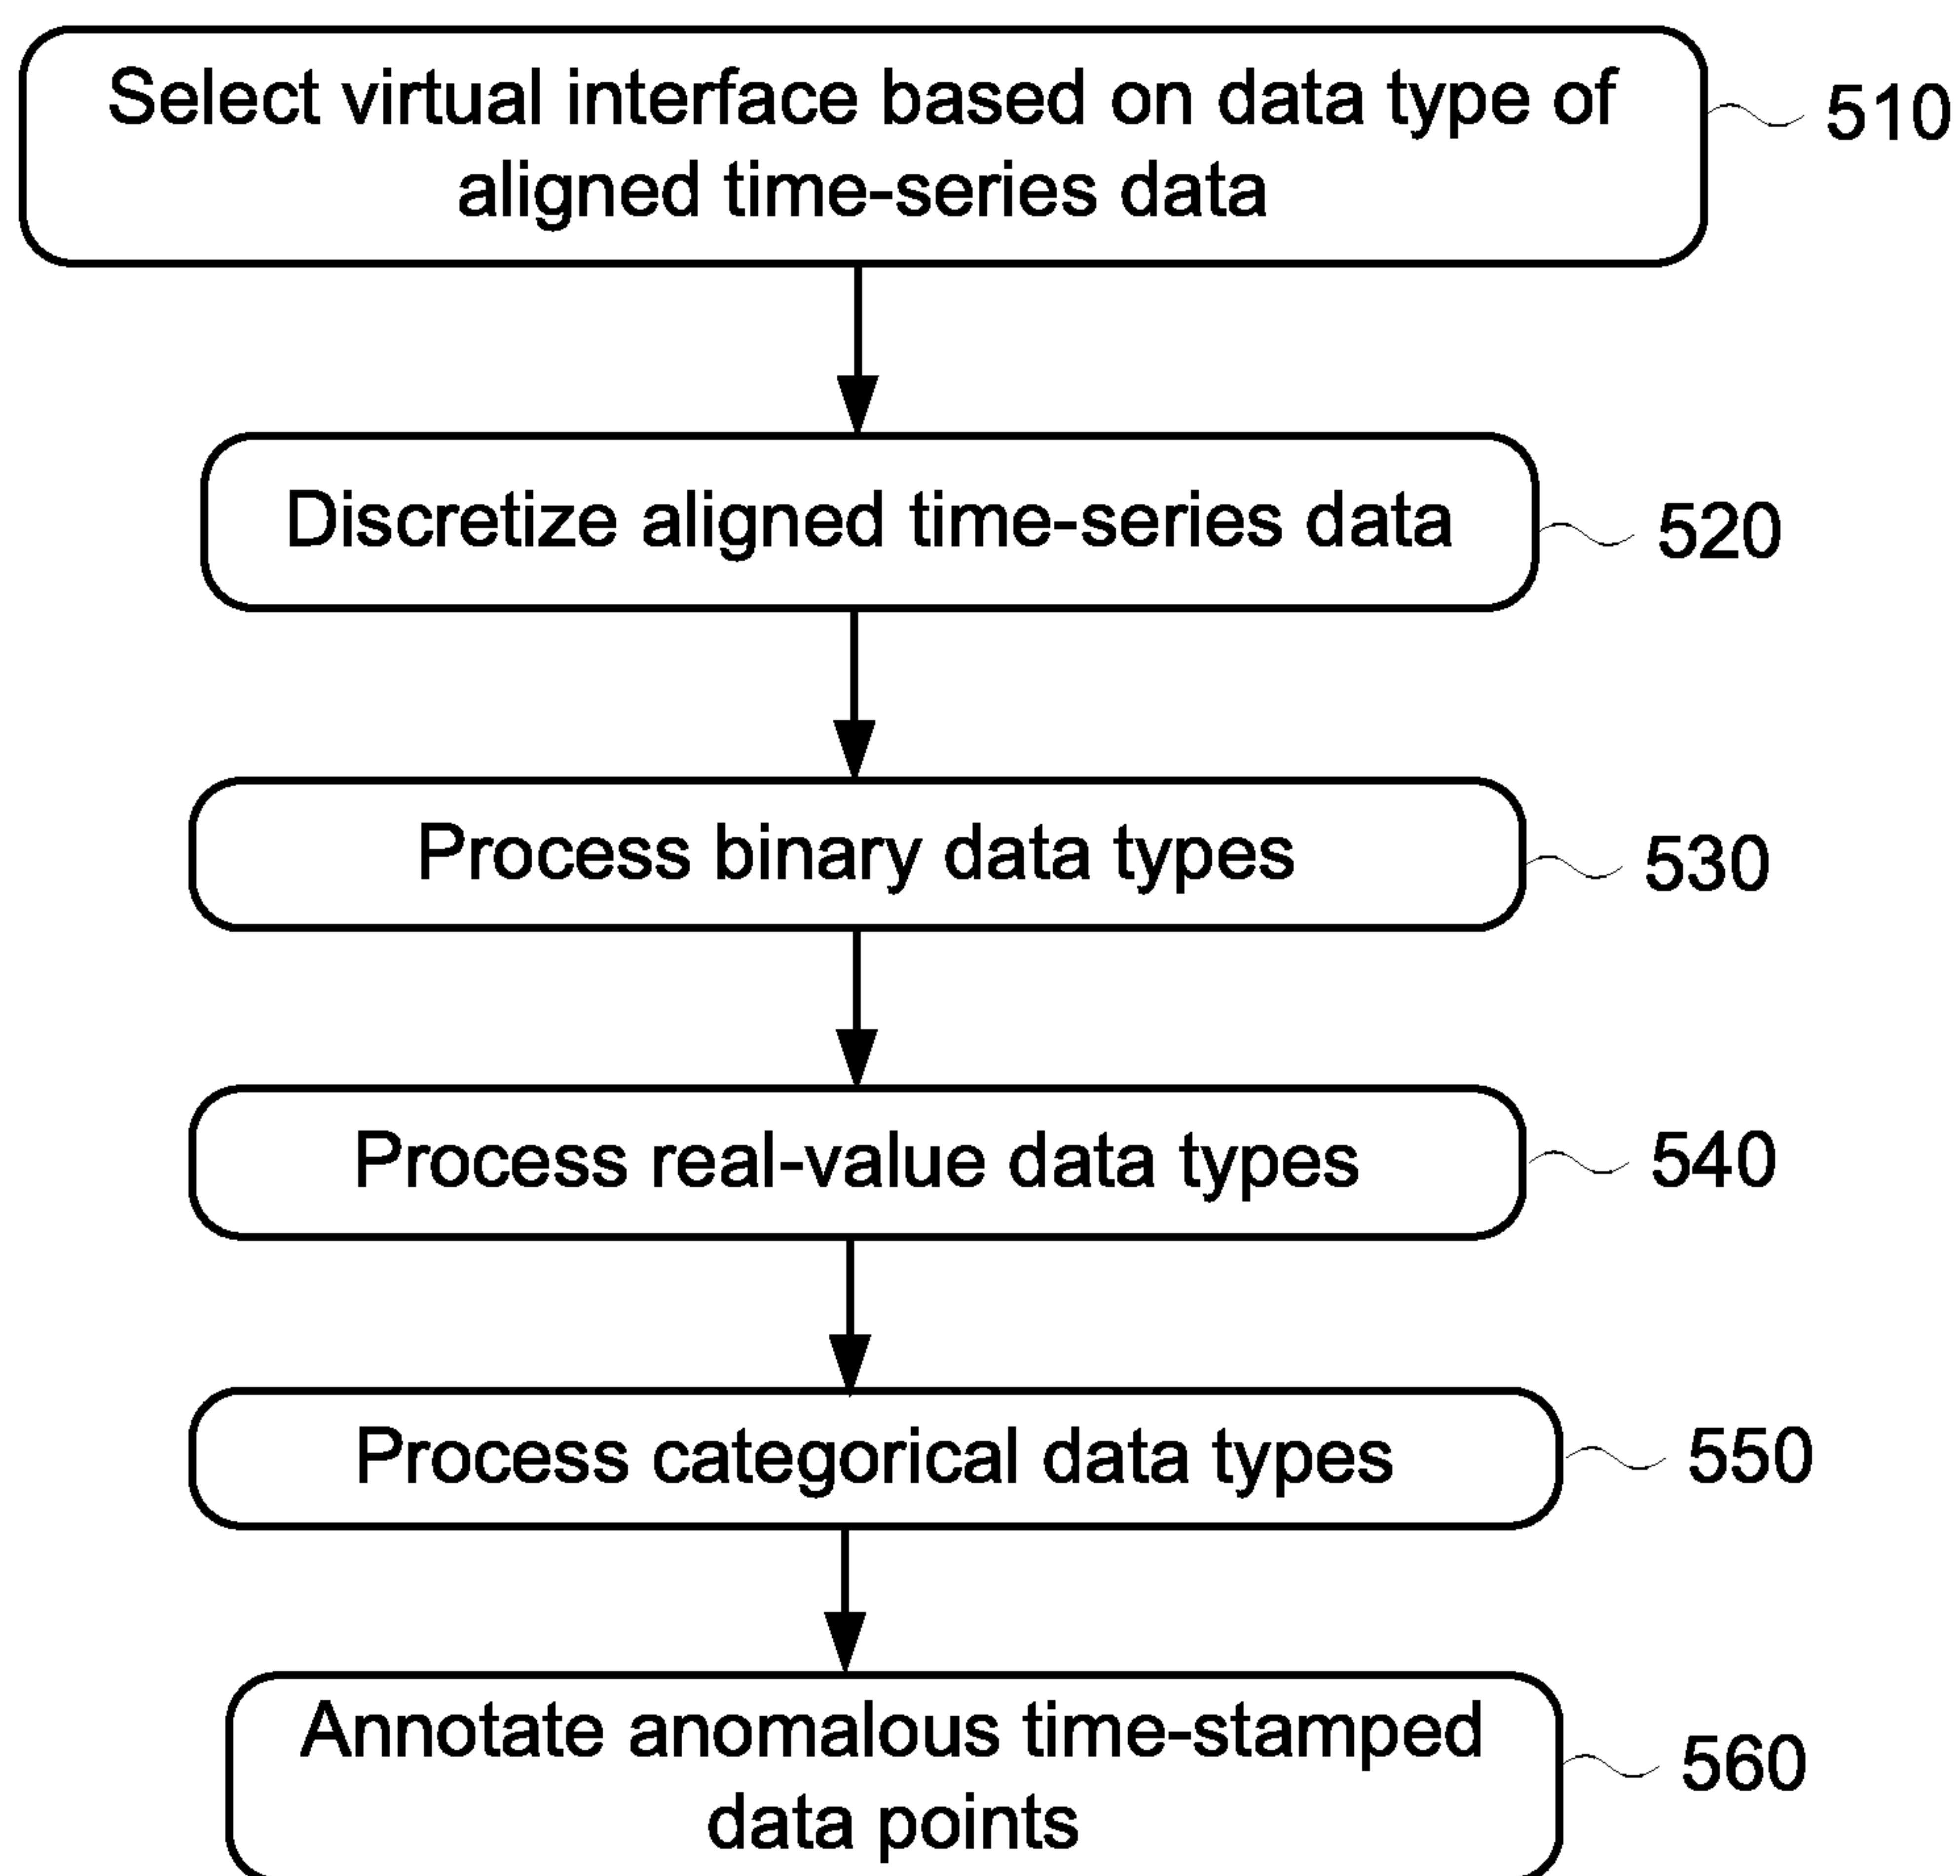 Select virtual interface based on data type of
aligned time-series data
510
Discretize aligned time-series data
520
Process binary data types
530
Process real-value data types
540
Process categorical data types
550
Annotate anomalous time-stamped
data points
560